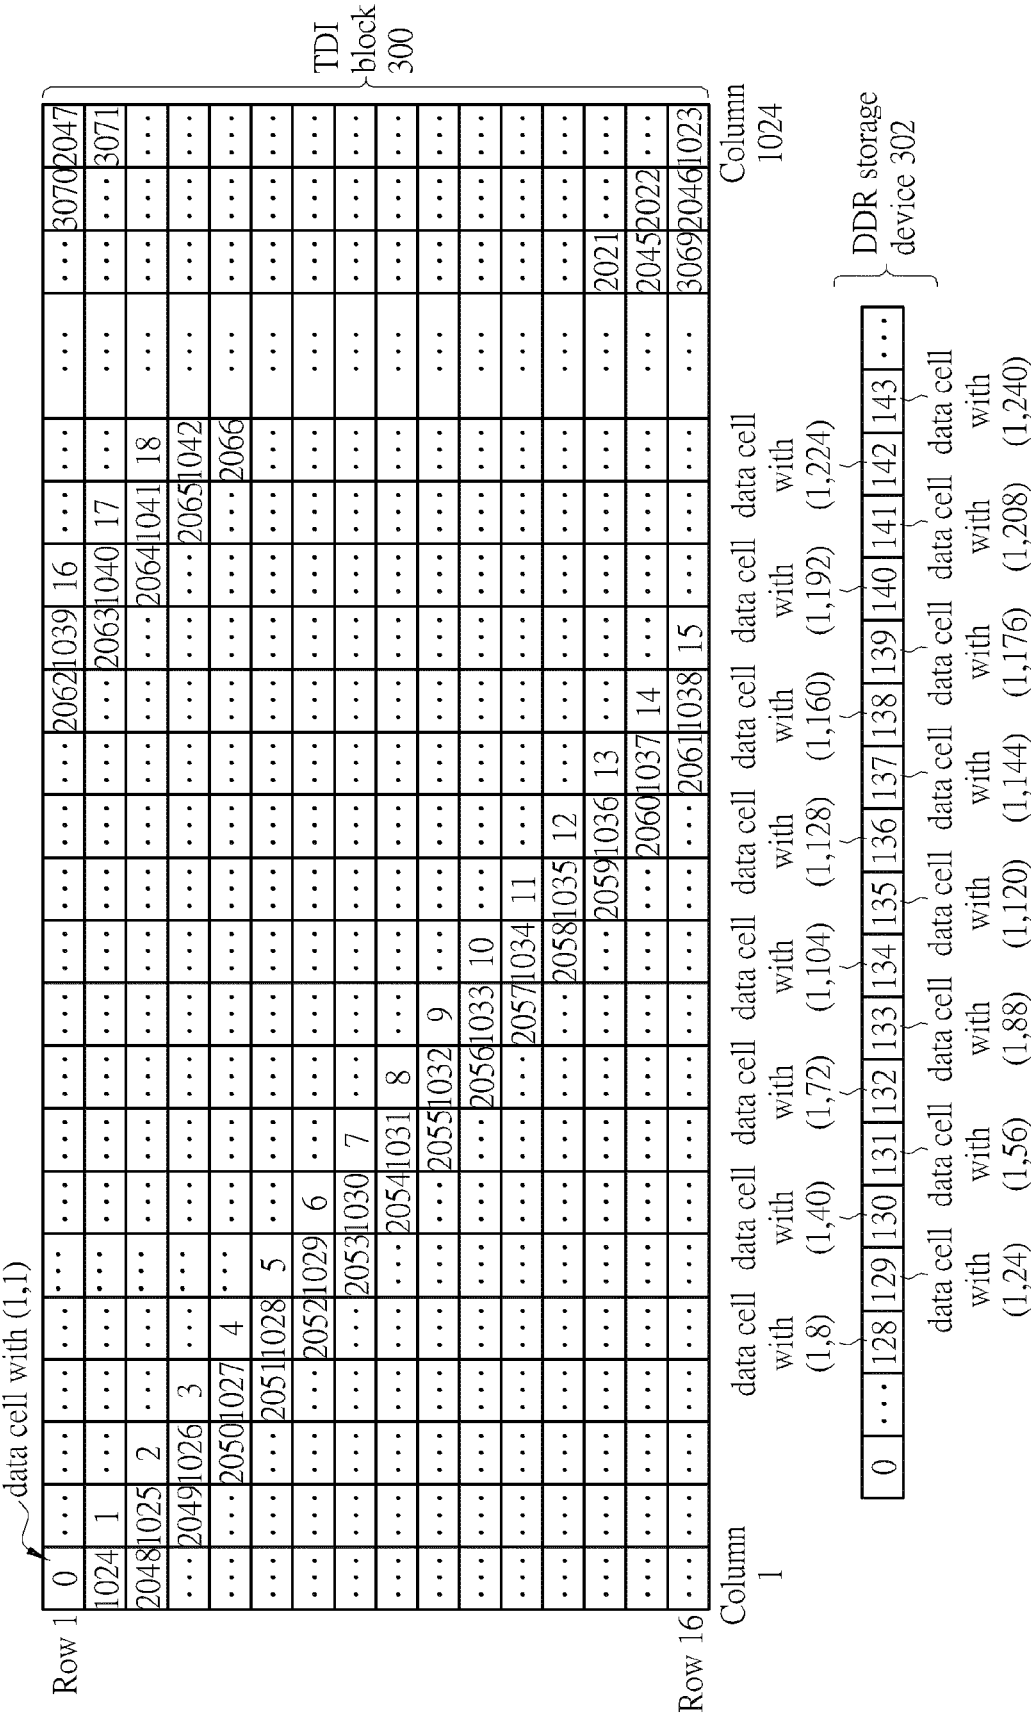 data cell with (1,1)
Row 1 0 ... ... ... ... ... ... ... ... ... ... ... ... ... 2062 1039 16 ... ... ... ... 3070 2047
1024 1 ... ... ... ... ... ... ... ... ... ... ... ... ... 2063 1040 17 ... ... ... ... 3071
2048 1025 2 ... ... ... ... ... ... ... ... ... ... ... ... ... 2064 1041 18 ... ... ... ...
... 2049 1026 3 ... ... ... ... ... ... ... ... ... ... ... ... ... 2065 1042 ... ... ... ...
... ... 2050 1027 4 ... ... ... ... ... ... ... ... ... ... ... ... ... 2066 ... ... ... ...
... ... ... 2051 1028 5 ... ... ... ... ... ... ... ... ... ... ... ... ... ... ... ... ...
... ... ... ... 2052 1029 6 ... ... ... ... ... ... ... ... ... ... ... ... ... ... ... ...
... ... ... ... ... 2053 1030 7 ... ... ... ... ... ... ... ... ... ... ... ... ... ... ...
... ... ... ... ... ... 2054 1031 8 ... ... ... ... ... ... ... ... ... ... ... ... ... ...
... ... ... ... ... ... ... 2055 1032 9 ... ... ... ... ... ... ... ... ... ... ... ... ...
... ... ... ... ... ... ... ... 2056 1033 10 ... ... ... ... ... ... ... ... ... ... ... ...
... ... ... ... ... ... ... ... ... 2057 1034 11 ... ... ... ... ... ... ... ... ... ... ...
... ... ... ... ... ... ... ... ... ... 2058 1035 12 ... ... ... ... ... ... ... ... ... ...
... ... ... ... ... ... ... ... ... ... ... 2059 1036 13 ... ... ... ... ... ... 2021 ... ...
... ... ... ... ... ... ... ... ... ... ... ... 2060 1037 14 ... ... ... ... ... 2045 2022 ...
Row 16 ... ... ... ... ... ... ... ... ... ... ... ... ... 2061 1038 15 ... ... ... ... 3069 2046 1023
TDI
block
300
Column
1
Column
1024
data cell data cell data cell data cell data cell data cell data cell data cell
with with with with with with with with
(1,8) (1,40) (1,72) (1,104) (1,128) (1,160) (1,192) (1,224)
0 ... 128 129 130 131 132 133 134 135 136 137 138 139 140 141 142 143 ...
DDR storage
device 302
data cell data cell data cell data cell data cell data cell data cell data cell
with with with with with with with with
(1,24) (1,56) (1,88) (1,120) (1,144) (1,176) (1,208) (1,240)